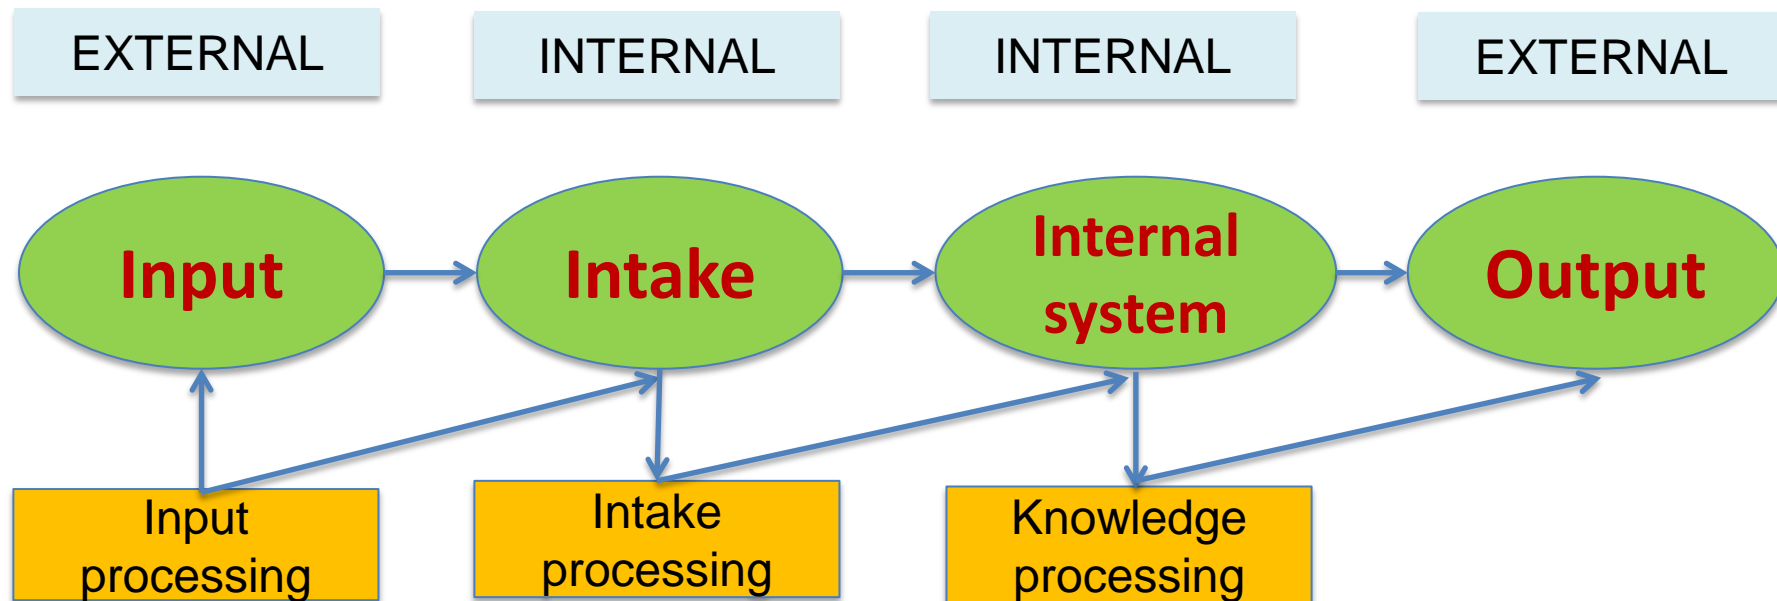 EXTERNAL
INTERNAL
INTERNAL
EXTERNAL
Input
Intake
Internal
system
Output
Input
processing
Intake
processing
Knowledge
processing